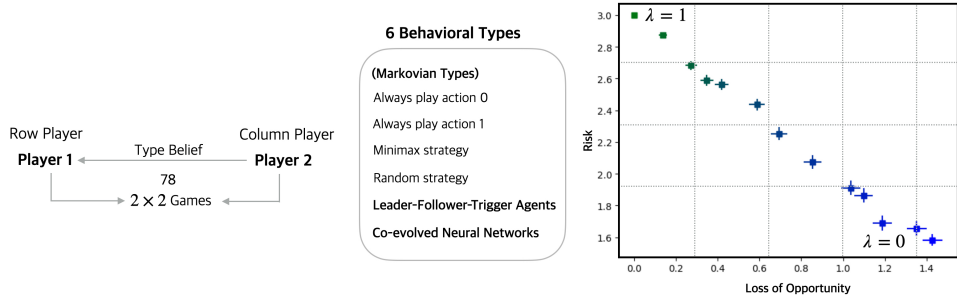 Row Player
Player 1
Type Belief
Column Player
Player 2
78
2 × 2 Games
6 Behavioral Types
(Markovian Types)
Always play action 0
Always play action 1
Minimax strategy
Random strategy
Leader-Follower-Trigger Agents
Co-evolved Neural Networks
Risk
3.0
2.8
2.6
2.4
2.2
2.0
1.8
1.6
λ = 1
λ = 0
0.0 0.2 0.4 0.6 0.8 1.0 1.2 1.4
Loss of Opportunity